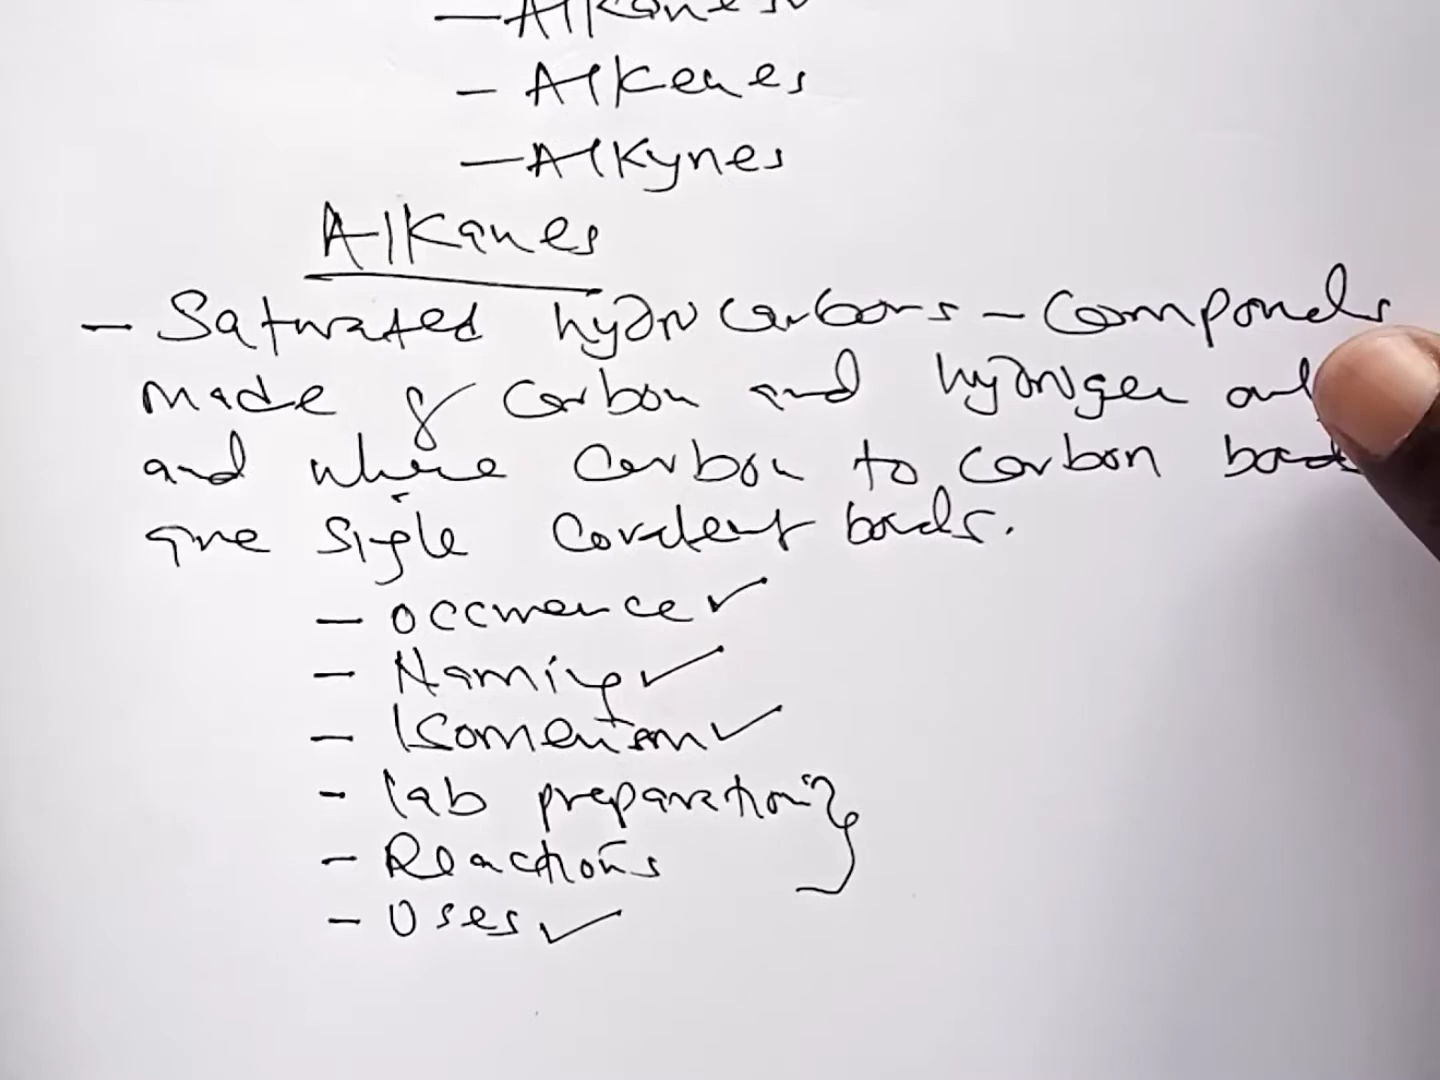 - Alkanes
- Alkenes
- Alkynes
Alkanes
- Saturated hydrocarbons - Compounds
made of carbon and hydrogen
and where carbon to carbon bonds
are single Covalent bonds.
- occurrence ✓
- Naming ✓
- Isomerism ✓
- lab preparation
- Reactions
- Uses ✓